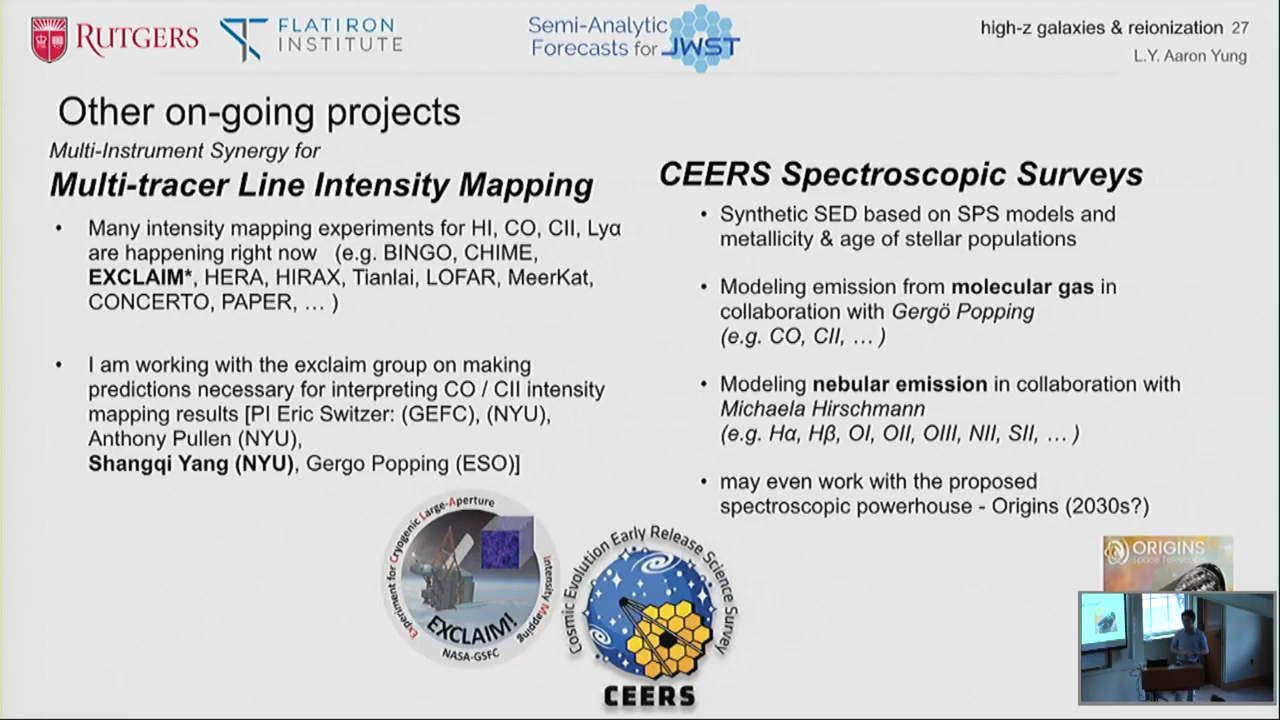 RUTGERS
FLATIRON
INSTITUTE
Semi-Analytic
Forecasts for JWST
high-z galaxies & reionization 27
L.Y. Aaron Yung
Other on-going projects
Multi-Instrument Synergy for
Multi-tracer Line Intensity Mapping
• Many intensity mapping experiments for HI, CO, CII, Lyα
are happening right now (e.g. BINGO, CHIME,
EXCLAIM*, HERA, HIRAX, Tianlai, LOFAR, MeerKat,
CONCERTO, PAPER, … )
• I am working with the exclaim group on making
predictions necessary for interpreting CO / CII intensity
mapping results [PI Eric Switzer: (GEFC), (NYU),
Anthony Pullen (NYU),
Shangqi Yang (NYU), Gergo Popping (ESO)]
CEERS Spectroscopic Surveys
• Synthetic SED based on SPS models and
metallicity & age of stellar populations
• Modeling emission from molecular gas in
collaboration with Gergö Popping
(e.g. CO, CII, … )
• Modeling nebular emission in collaboration with
Michaela Hirschmann
(e.g. Hα, Hβ, OI, OII, OIII, NII, SII, … )
• may even work with the proposed
spectroscopic powerhouse - Origins (2030s?)
Experiment for Cryogenic Large-Aperture
Intensity Mapping
EXCLAIM!
NASA-GSFC
Cosmic Evolution Early Release Science Survey
CEERS
ORIGINS
Space Telescope